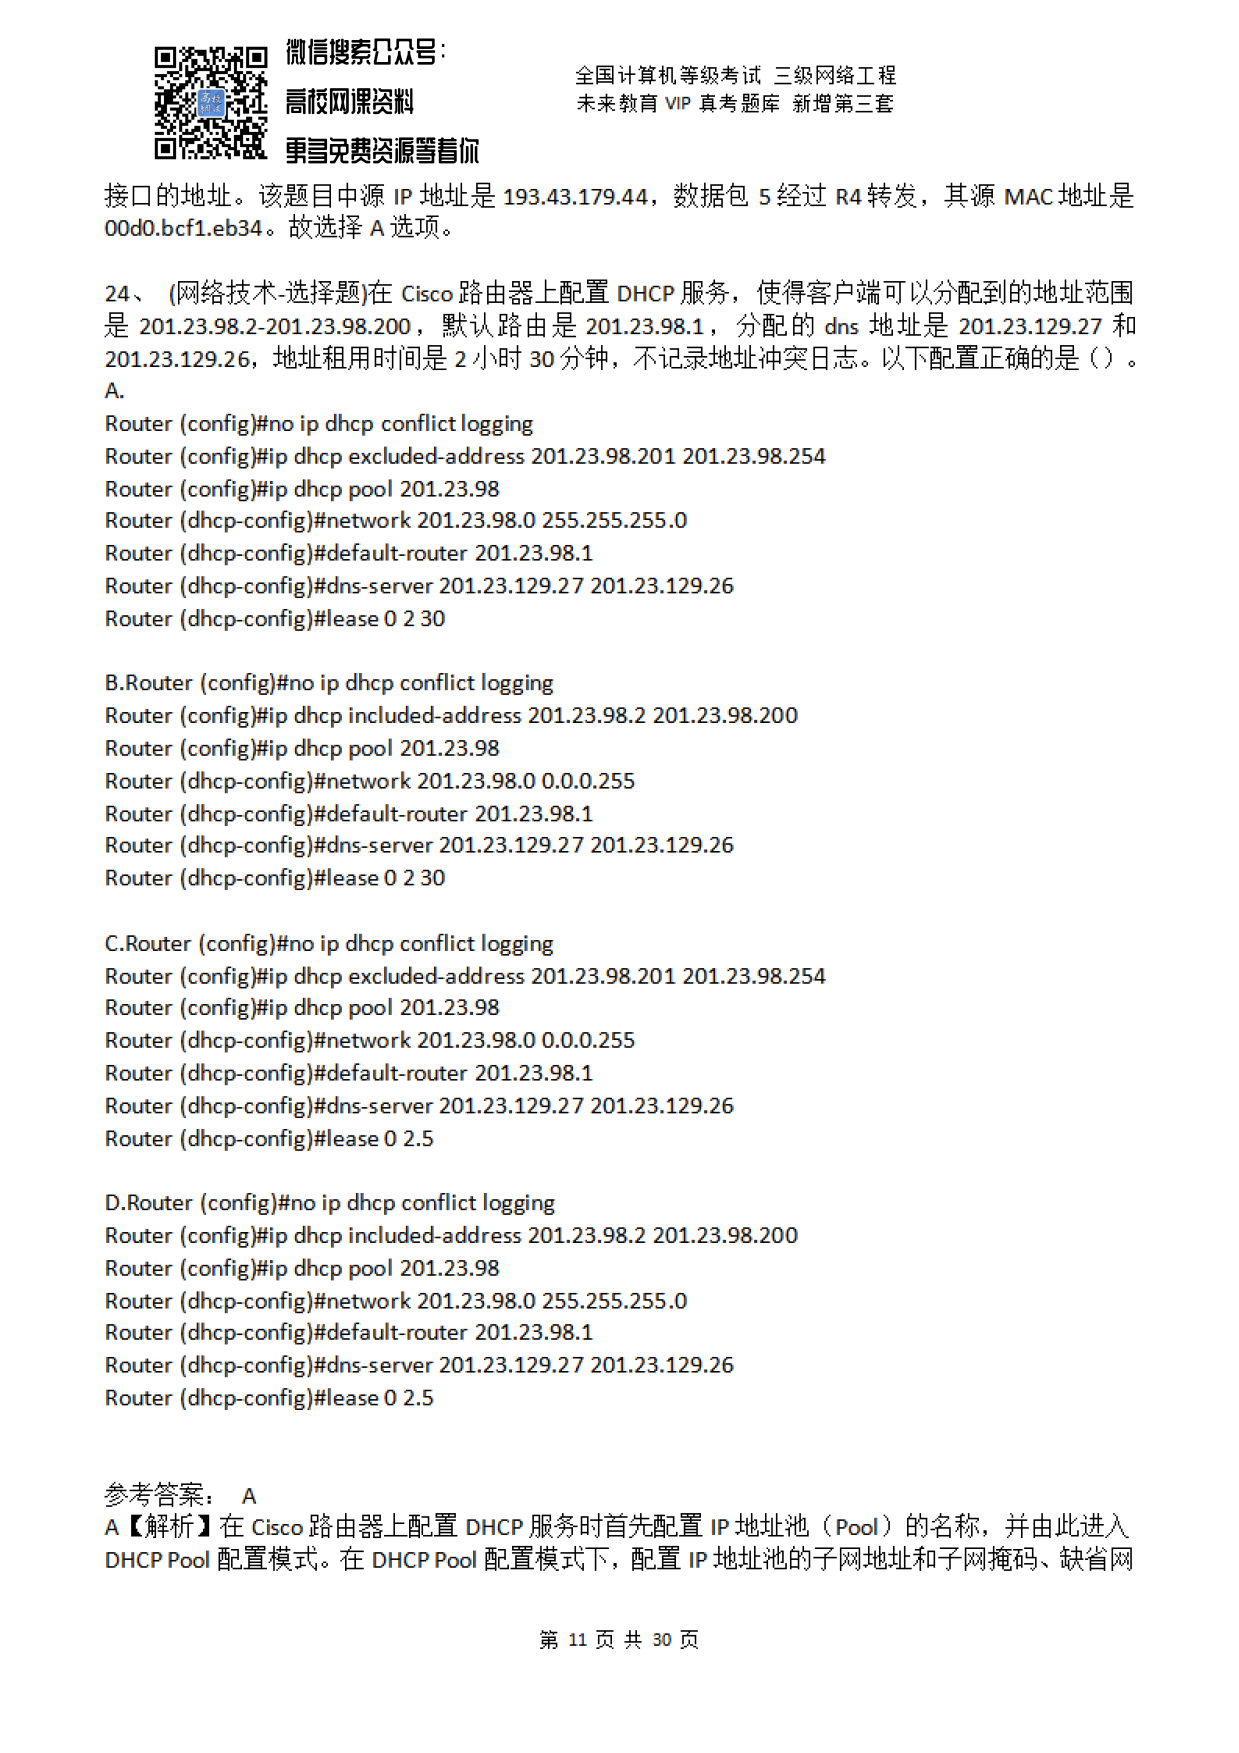 微信搜索公众号：
高校网课资料
更多免费资源等着你
全国计算机等级考试 三级网络工程
未来教育 VIP 真考题库 新增第三套
接口的地址。该题目中源 IP 地址是 193.43.179.44，数据包 5 经过 R4 转发，其源 MAC 地址是
00d0.bcf1.eb34。故选择 A 选项。
24、 (网络技术-选择题)在 Cisco 路由器上配置 DHCP 服务，使得客户端可以分配到的地址范围
是 201.23.98.2-201.23.98.200，默认路由是 201.23.98.1，分配的 dns 地址是 201.23.129.27 和
201.23.129.26，地址租用时间是 2 小时 30 分钟，不记录地址冲突日志。以下配置正确的是（）。
A.
Router (config)#no ip dhcp conflict logging
Router (config)#ip dhcp excluded-address 201.23.98.201 201.23.98.254
Router (config)#ip dhcp pool 201.23.98
Router (dhcp-config)#network 201.23.98.0 255.255.255.0
Router (dhcp-config)#default-router 201.23.98.1
Router (dhcp-config)#dns-server 201.23.129.27 201.23.129.26
Router (dhcp-config)#lease 0 2 30
B.Router (config)#no ip dhcp conflict logging
Router (config)#ip dhcp included-address 201.23.98.2 201.23.98.200
Router (config)#ip dhcp pool 201.23.98
Router (dhcp-config)#network 201.23.98.0 0.0.0.255
Router (dhcp-config)#default-router 201.23.98.1
Router (dhcp-config)#dns-server 201.23.129.27 201.23.129.26
Router (dhcp-config)#lease 0 2 30
C.Router (config)#no ip dhcp conflict logging
Router (config)#ip dhcp excluded-address 201.23.98.201 201.23.98.254
Router (config)#ip dhcp pool 201.23.98
Router (dhcp-config)#network 201.23.98.0 0.0.0.255
Router (dhcp-config)#default-router 201.23.98.1
Router (dhcp-config)#dns-server 201.23.129.27 201.23.129.26
Router (dhcp-config)#lease 0 2.5
D.Router (config)#no ip dhcp conflict logging
Router (config)#ip dhcp included-address 201.23.98.2 201.23.98.200
Router (config)#ip dhcp pool 201.23.98
Router (dhcp-config)#network 201.23.98.0 255.255.255.0
Router (dhcp-config)#default-router 201.23.98.1
Router (dhcp-config)#dns-server 201.23.129.27 201.23.129.26
Router (dhcp-config)#lease 0 2.5
参考答案： A
A【解析】在 Cisco 路由器上配置 DHCP 服务时首先配置 IP 地址池（Pool）的名称，并由此进入
DHCP Pool 配置模式。在 DHCP Pool 配置模式下，配置 IP 地址池的子网地址和子网掩码、缺省网
第 11 页 共 30 页